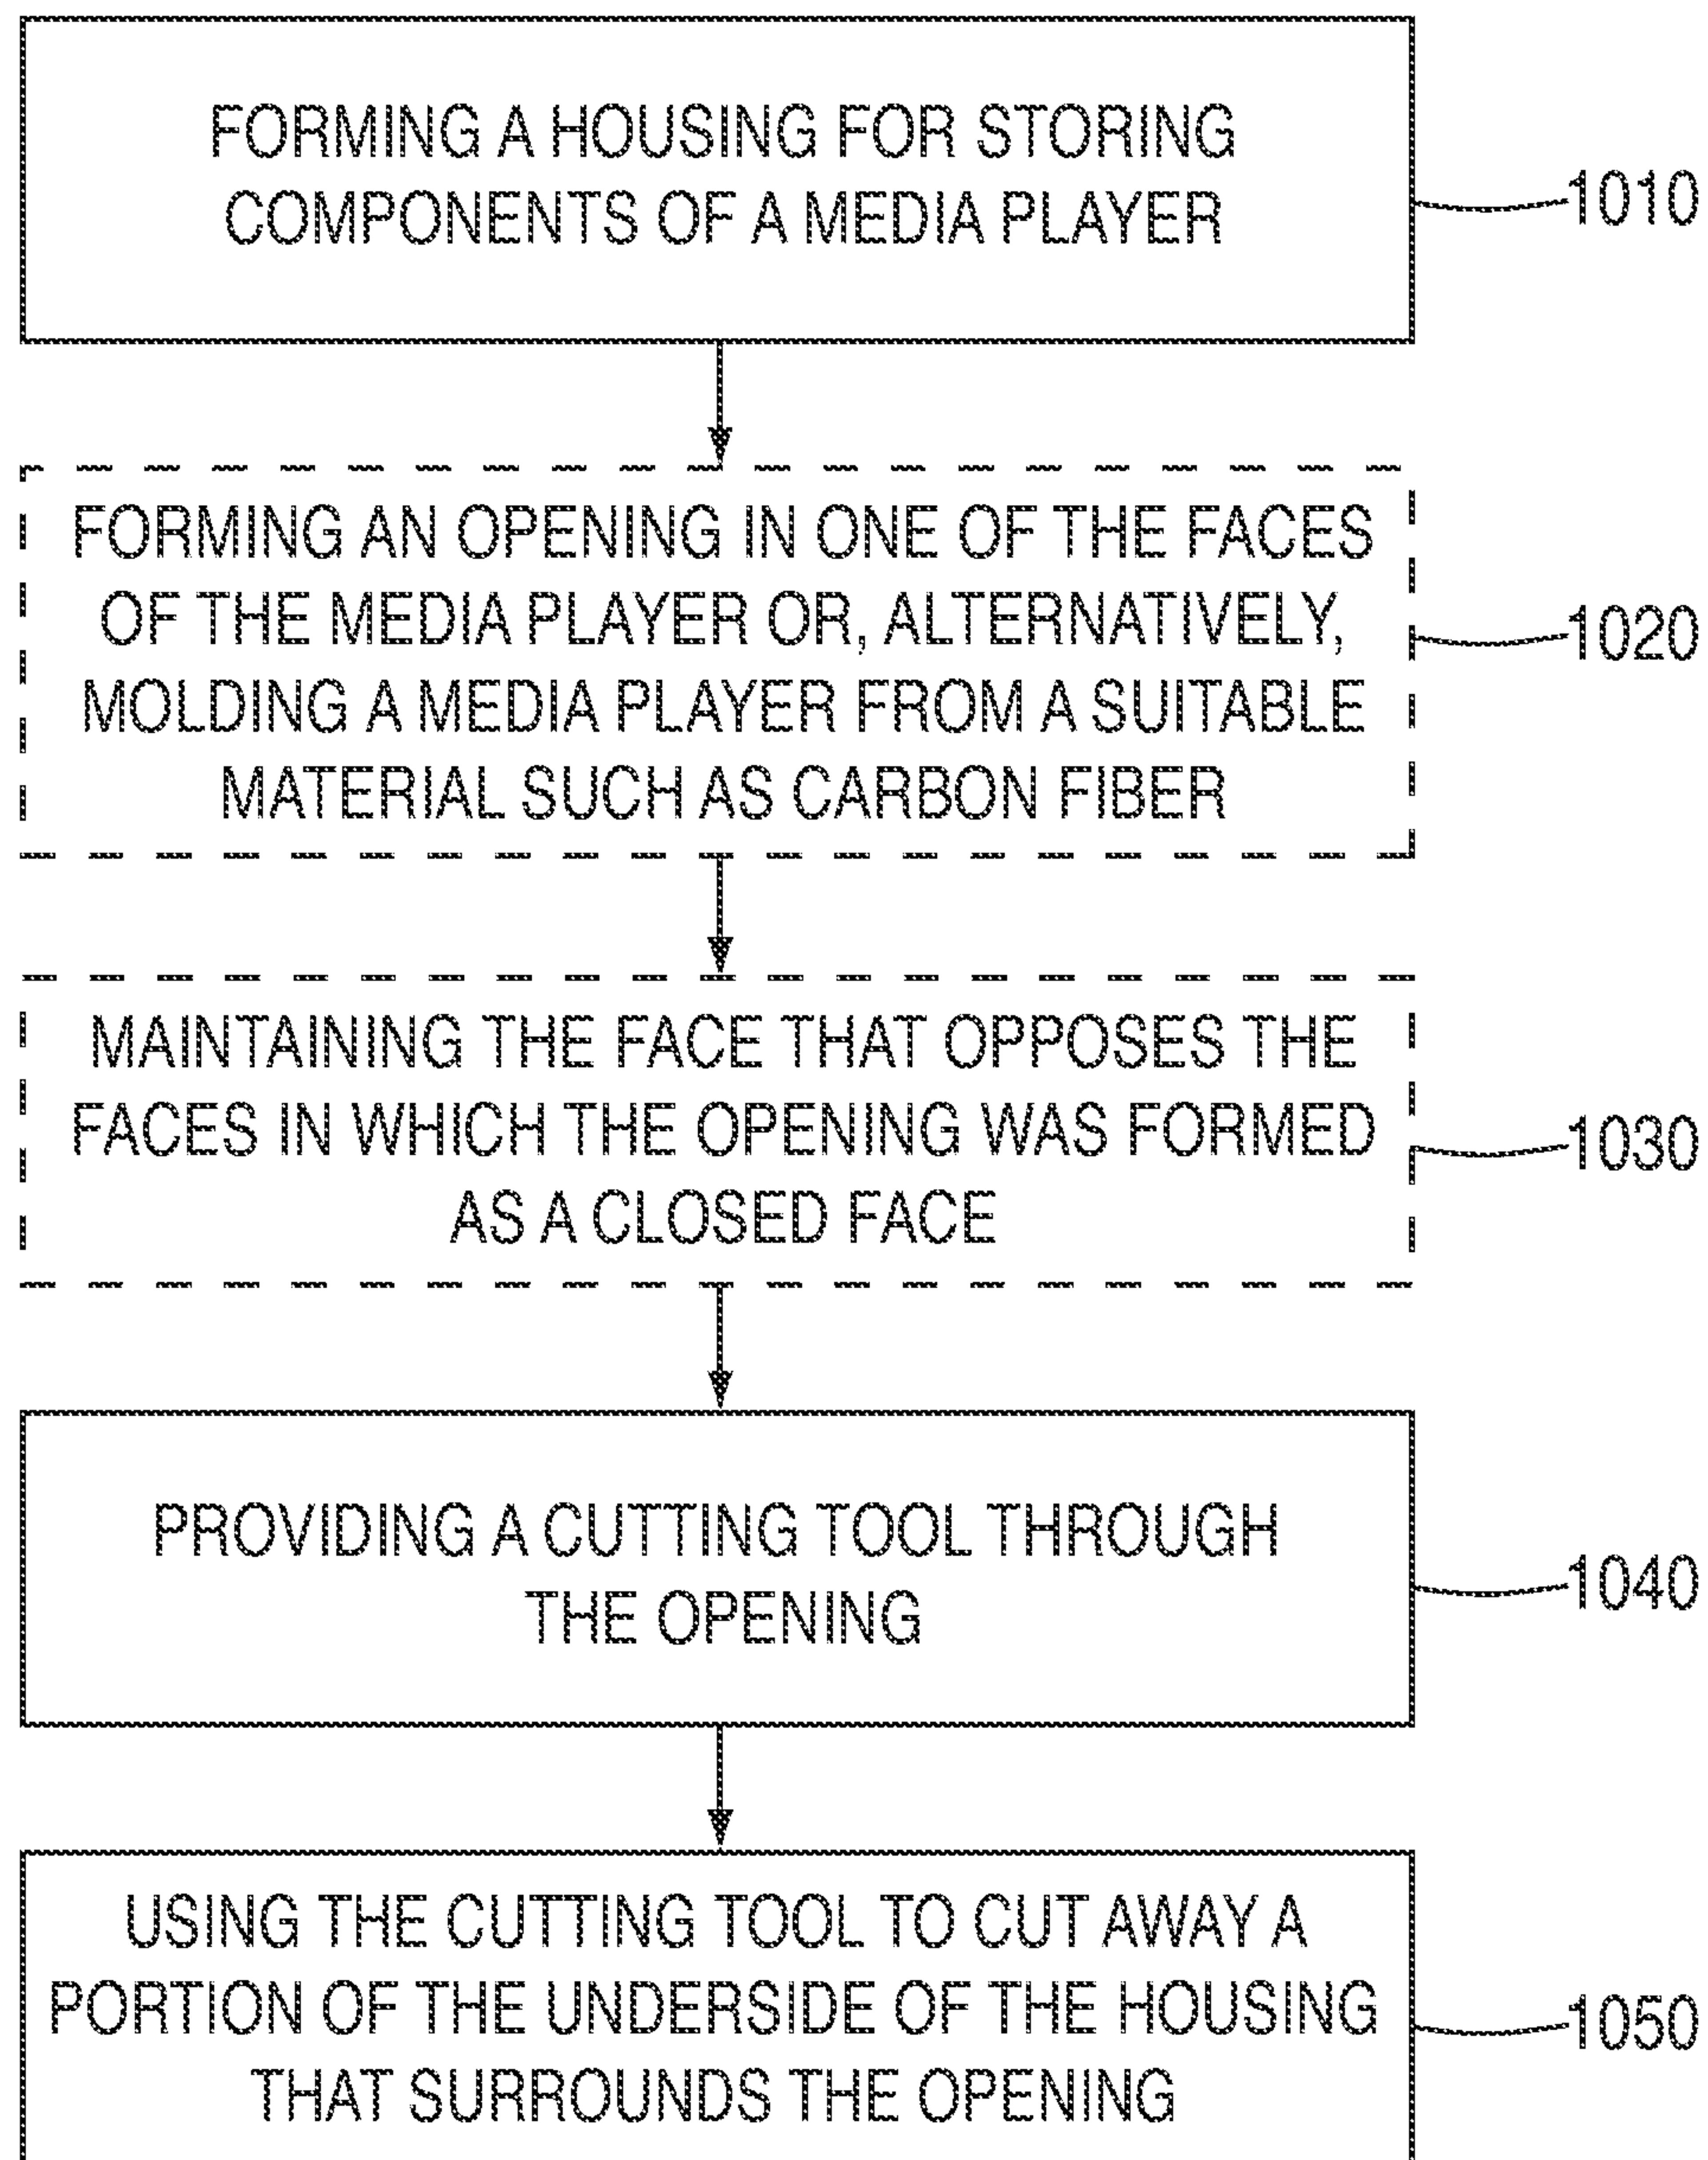 FORMING A HOUSING FOR STORING
COMPONENTS OF A MEDIA PLAYER
1010
FORMING AN OPENING IN ONE OF THE FACES
OF THE MEDIA PLAYER OR, ALTERNATIVELY,
MOLDING A MEDIA PLAYER FROM A SUITABLE
MATERIAL SUCH AS CARBON FIBER
1020
MAINTAINING THE FACE THAT OPPOSES THE
FACES IN WHICH THE OPENING WAS FORMED
AS A CLOSED FACE
1030
PROVIDING A CUTTING TOOL THROUGH
THE OPENING
1040
USING THE CUTTING TOOL TO CUT AWAY A
PORTION OF THE UNDERSIDE OF THE HOUSING
THAT SURROUNDS THE OPENING
1050